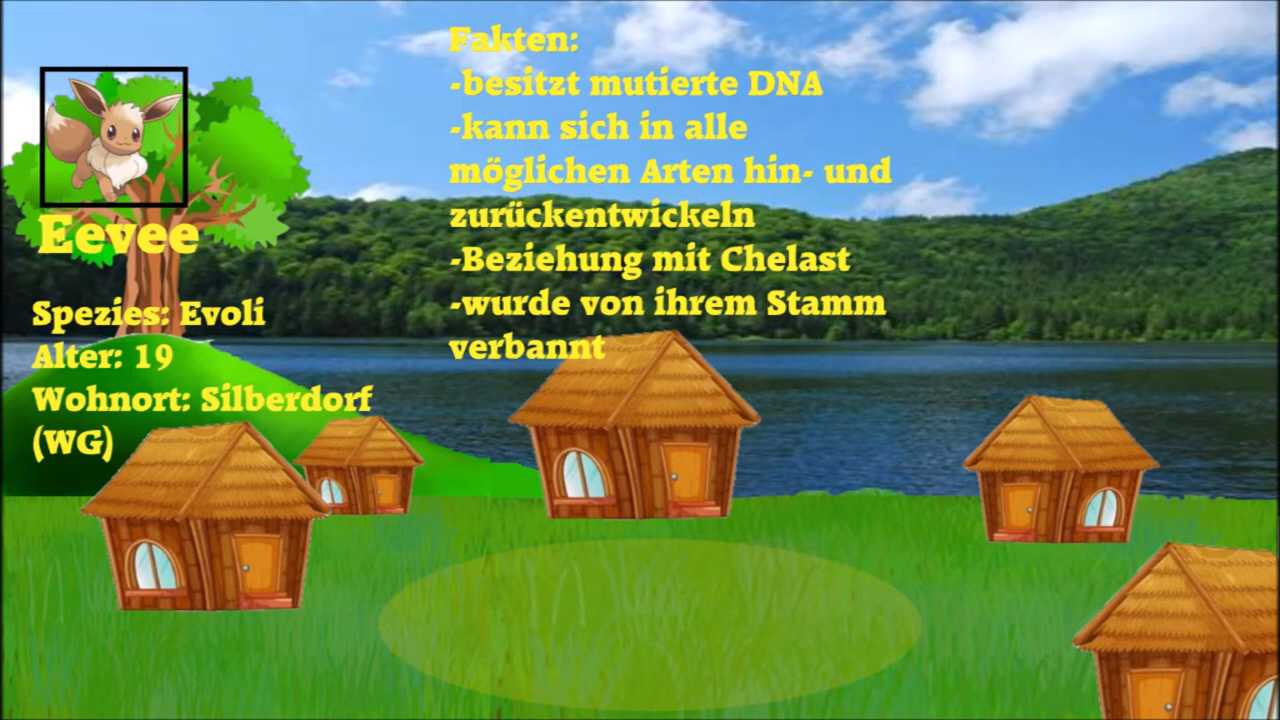 Eevee
Spezies: Evoli
Alter: 19
Wohnort: Silberdorf
(WG)
Fakten:
-besitzt mutierte DNA
-kann sich in alle
möglichen Arten hin- und
zurückentwickeln
-Beziehung mit Chelast
-wurde von ihrem Stamm
verbannt